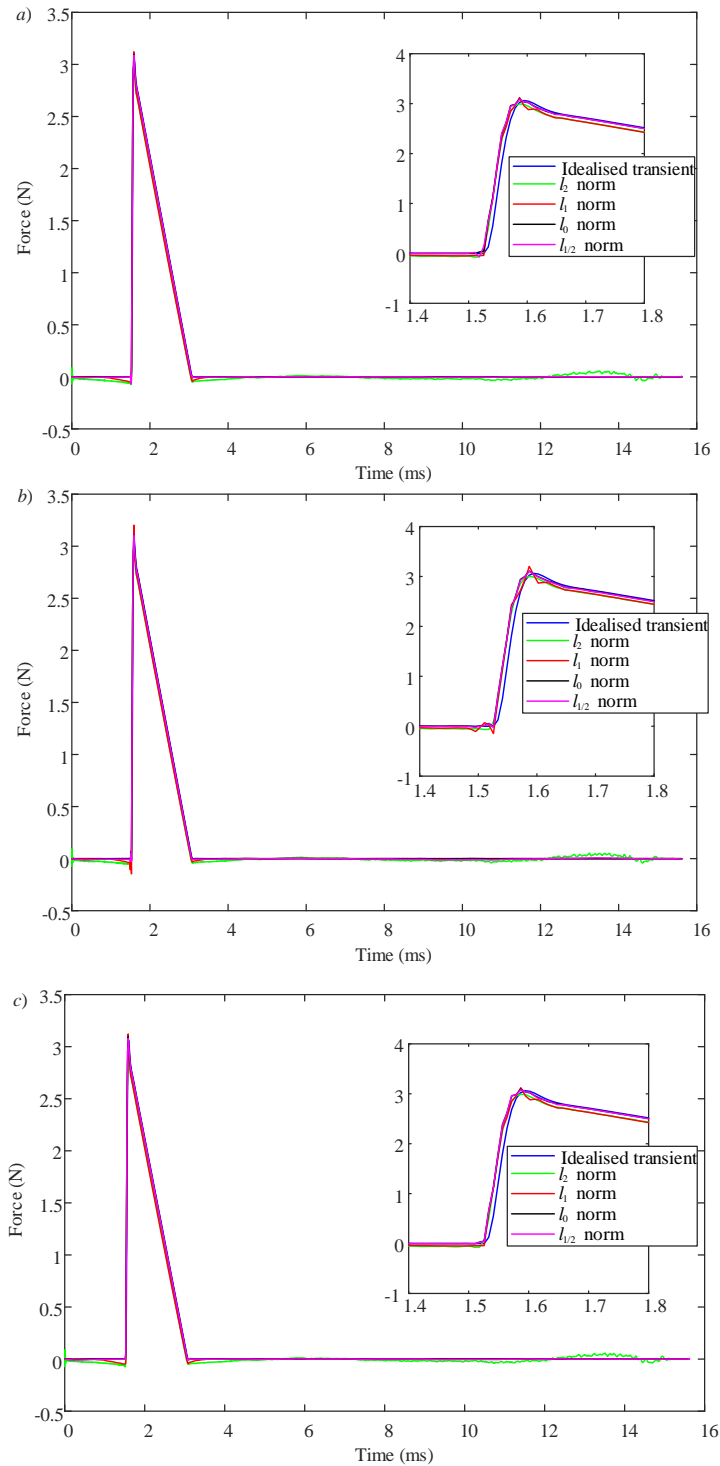 a)
3.5
3
2.5
2
1.5
1
0.5
0
-0.5
Force (N)
0 2 4 6 8 10 12 14 16
Time (ms)
4
3
2
1
0
-1
1.4 1.5 1.6 1.7 1.8
Idealised transient
l2 norm
l1 norm
l0 norm
l1/2 norm
b)
3.5
3
2.5
2
1.5
1
0.5
0
-0.5
Force (N)
0 2 4 6 8 10 12 14 16
Time (ms)
4
3
2
1
0
-1
1.4 1.5 1.6 1.7 1.8
Idealised transient
l2 norm
l1 norm
l0 norm
l1/2 norm
c)
3.5
3
2.5
2
1.5
1
0.5
0
-0.5
Force (N)
0 2 4 6 8 10 12 14 16
Time (ms)
4
3
2
1
0
-1
1.4 1.5 1.6 1.7 1.8
Idealised transient
l2 norm
l1 norm
l0 norm
l1/2 norm